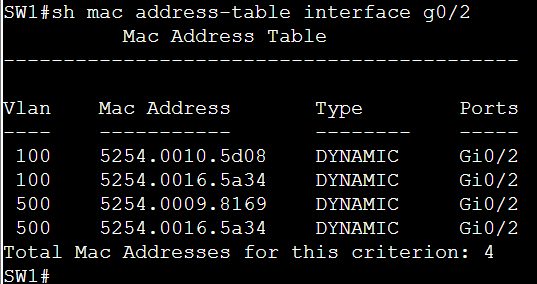 SW1#sh mac address-table interface g0/2
Mac Address Table
-------------------------------------------
Vlan    Mac Address       Type        Ports
----    -----------       --------    -----
100    5254.0010.5d08    DYNAMIC     Gi0/2
100    5254.0016.5a34    DYNAMIC     Gi0/2
500    5254.0009.8169    DYNAMIC     Gi0/2
500    5254.0016.5a34    DYNAMIC     Gi0/2
Total Mac Addresses for this criterion: 4
SW1#